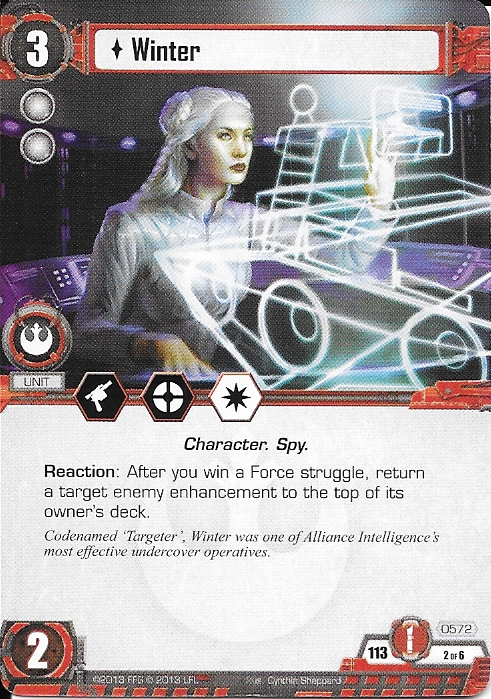 3
Winter
UNIT
Character. Spy.
Reaction: After you win a Force struggle, return
a target enemy enhancement to the top of its
owner's deck.
Codenamed 'Targeter', Winter was one of Alliance Intelligence's
most effective undercover operatives.
2
©2013 FFG © 2013 LFL
Illus. Cynthia Sheppard
113
0572
2 OF 6